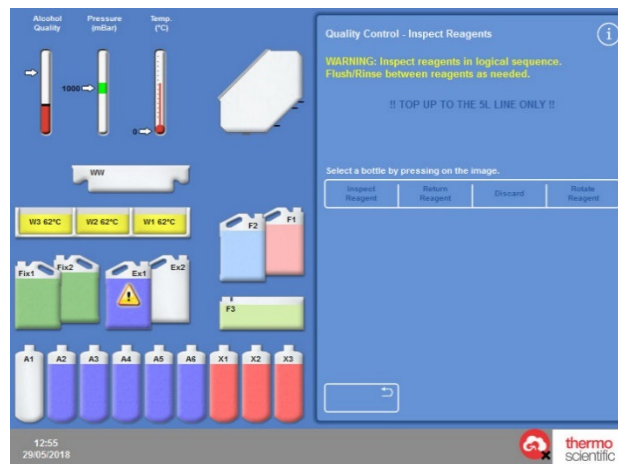 Alcohol Quality
Pressure (mBar)
Temp. (°C)
1000
0
WW
W3 62°C
W2 62°C
W1 62°C
F2
F1
Fix1
Fix2
Ex1
Ex2
F3
A1
A2
A3
A4
A5
A6
X1
X2
X3
Quality Control - Inspect Reagents
i
WARNING: Inspect reagents in logical sequence.
Flush/Rinse between reagents as needed.
!! TOP UP TO THE 5L LINE ONLY !!
Select a bottle by pressing on the image.
Inspect Reagent
Return Reagent
Discard
Rotate Reagent
12:55
29/05/2018
thermo
scientific